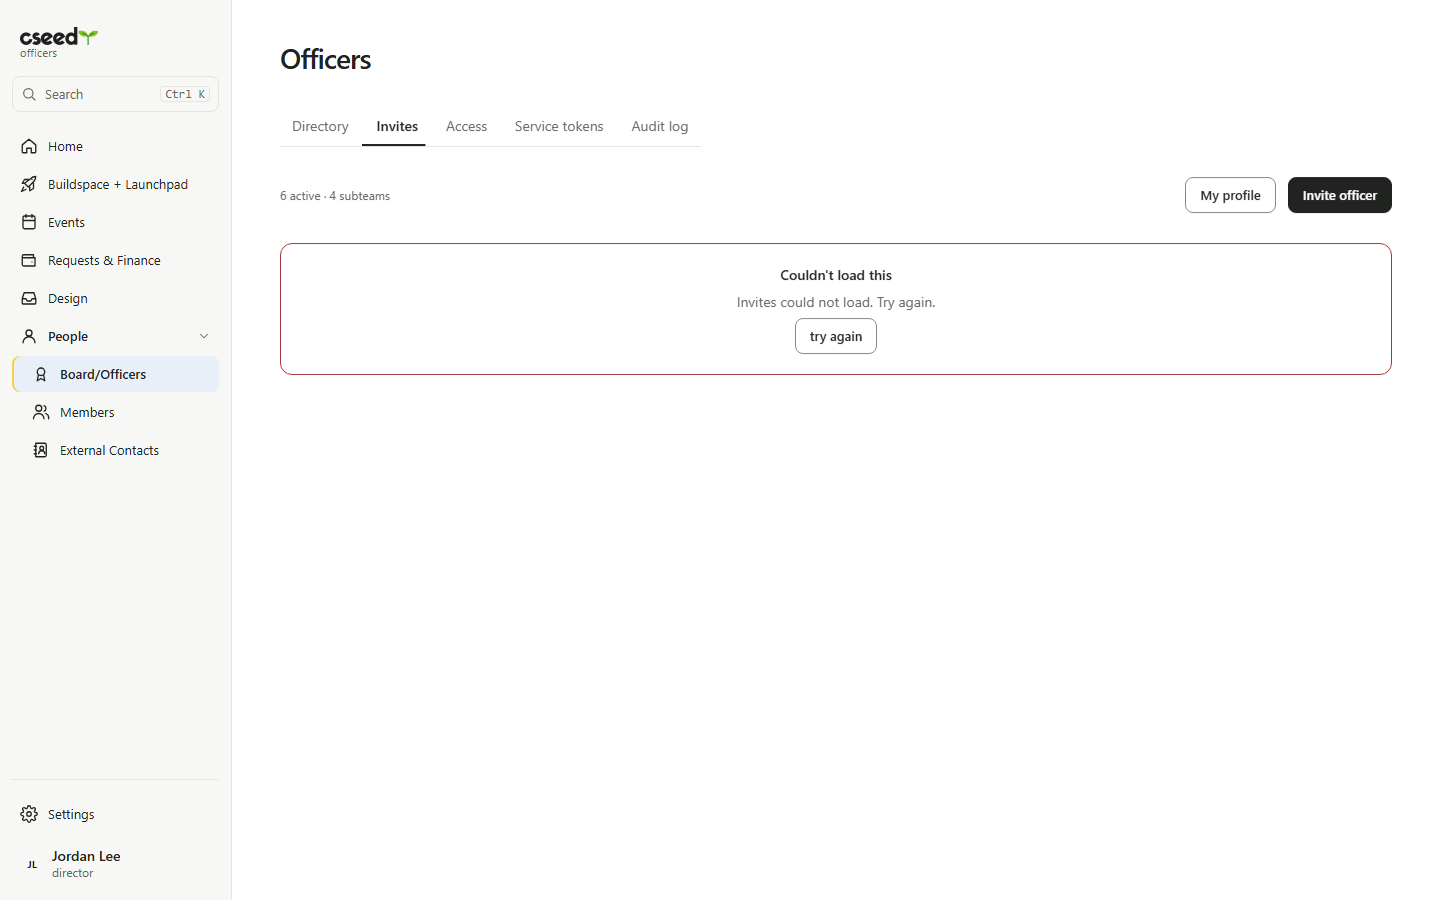 cseed
officers
Search
Ctrl K
Home
Buildspace + Launchpad
Events
Requests & Finance
Design
People
Board/Officers
Members
External Contacts
Settings
JL
Jordan Lee
director
Officers
Directory
Invites
Access
Service tokens
Audit log
6 active · 4 subteams
My profile
Invite officer
Couldn't load this
Invites could not load. Try again.
try again